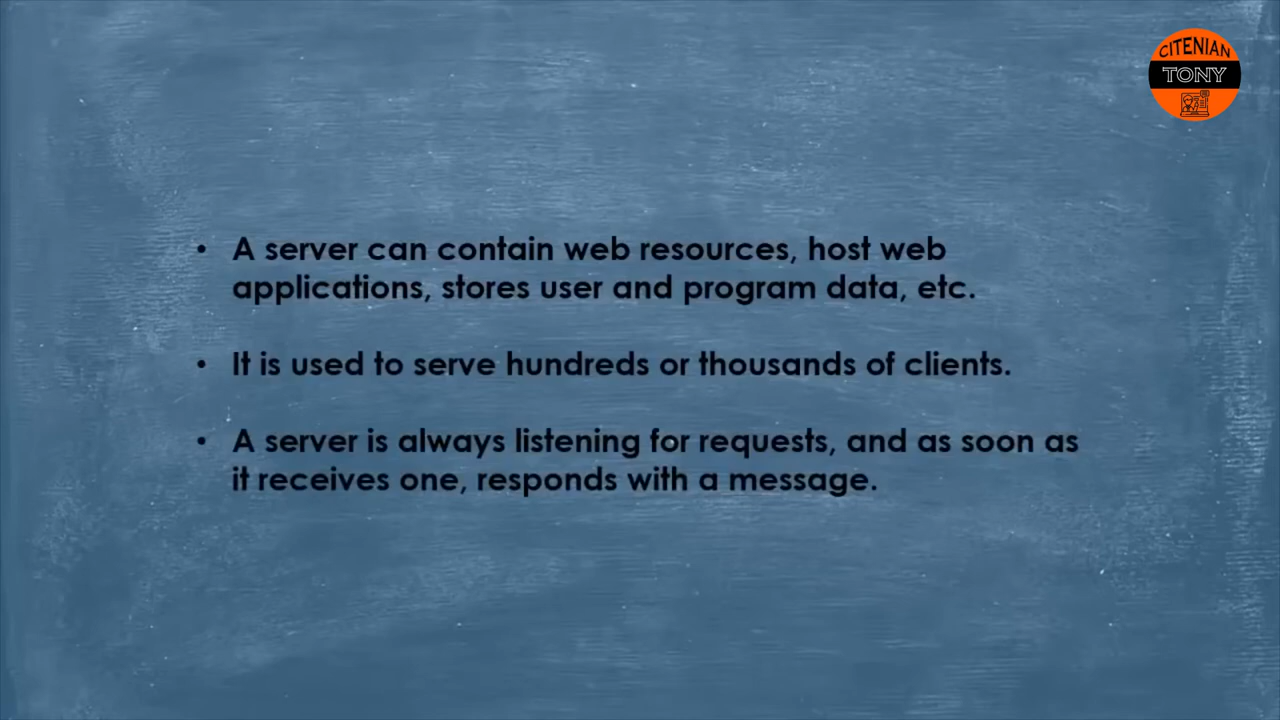 CITENIAN
TONY
• A server can contain web resources, host web
applications, stores user and program data, etc.
• It is used to serve hundreds or thousands of clients.
• A server is always listening for requests, and as soon as
it receives one, responds with a message.